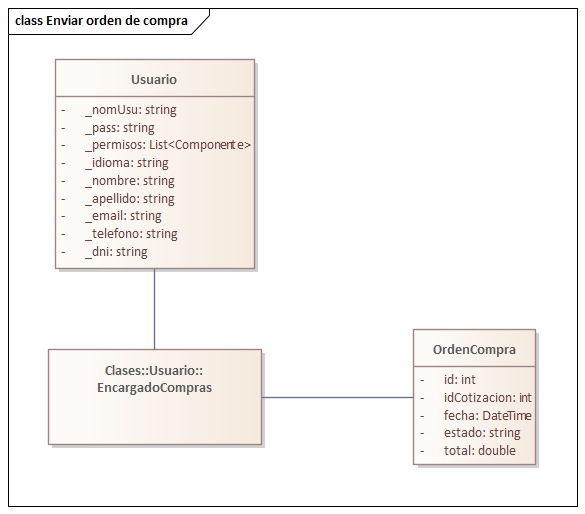 class Enviar orden de compra
Usuario
- _nomUsu: string
- _pass: string
- _permisos: List<Componente>
- _idioma: string
- _nombre: string
- _apellido: string
- _email: string
- _telefono: string
- _dni: string
Clases::Usuario::
EncargadoCompras
OrdenCompra
- id: int
- idCotizacion: int
- fecha: DateTime
- estado: string
- total: double